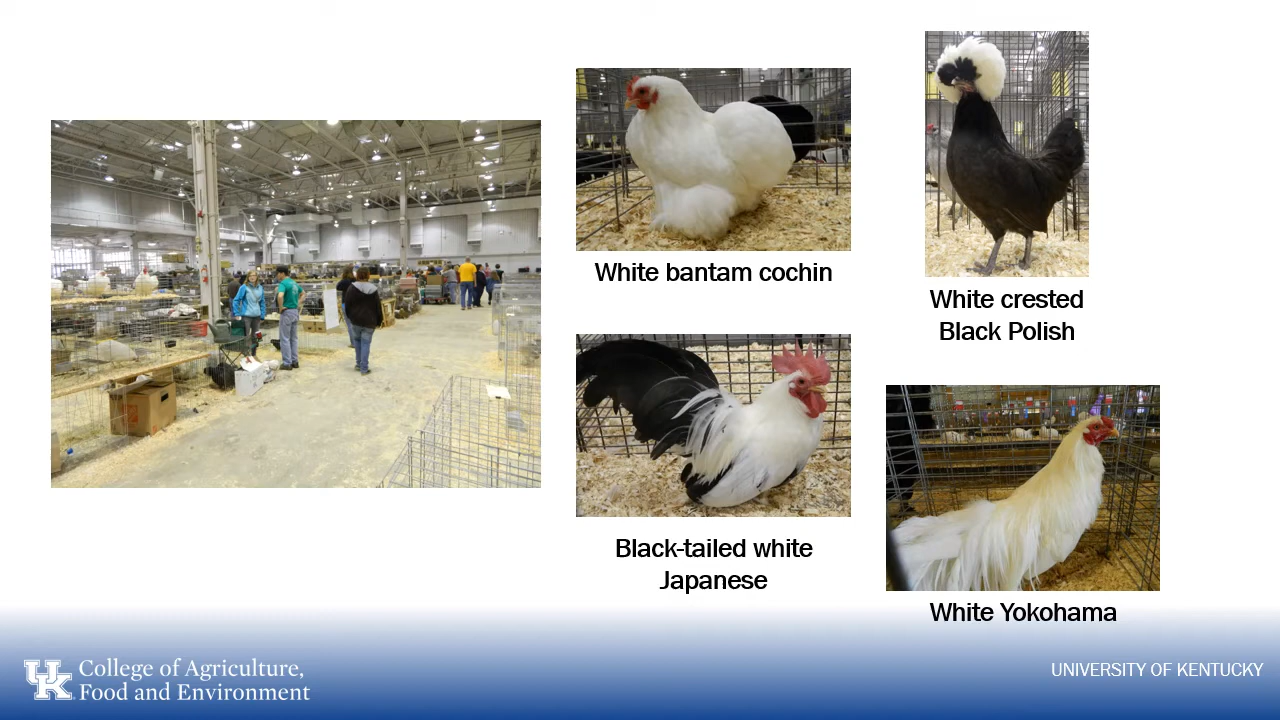 White bantam cochin
White crested
Black Polish
Black-tailed white
Japanese
White Yokohama
UK
College of Agriculture,
Food and Environment
UNIVERSITY OF KENTUCKY